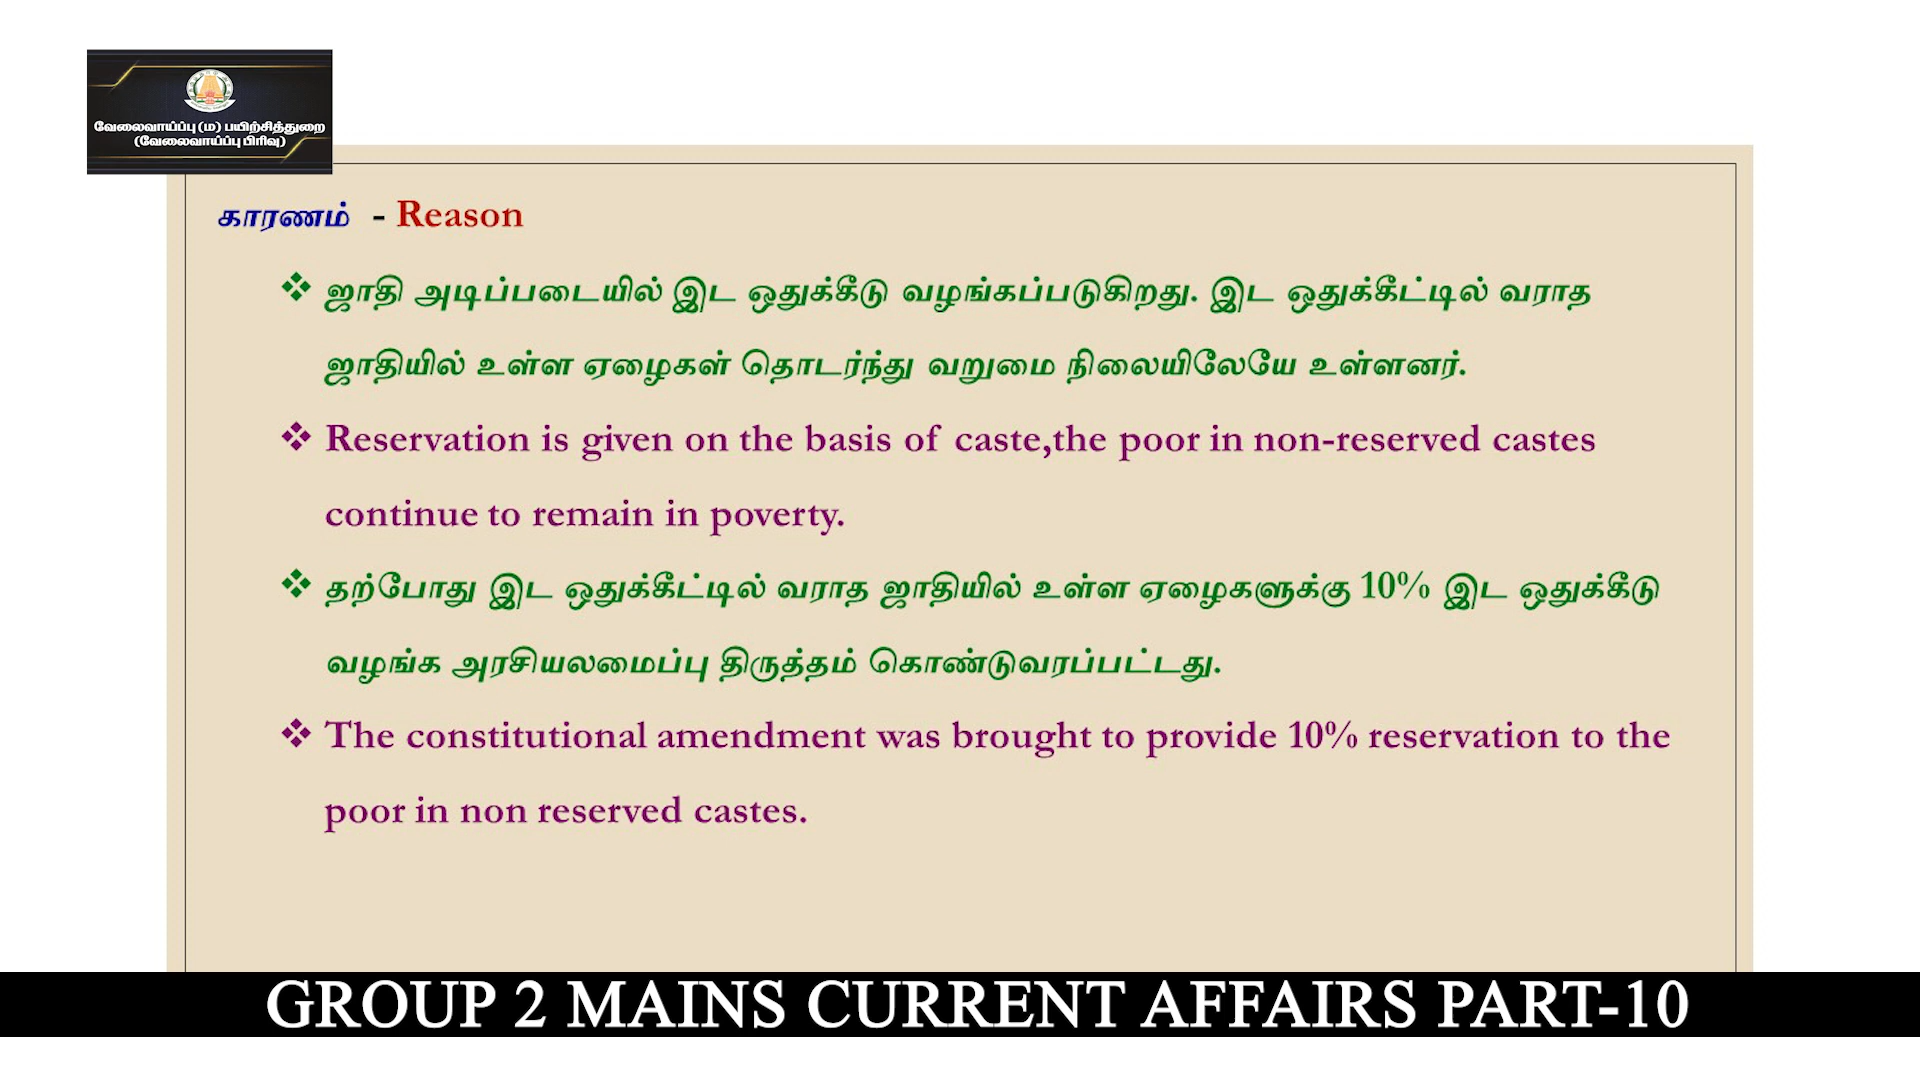 வேலைவாய்ப்பு (ம) பயிற்சித்துறை
(வேலைவாய்ப்பு பிரிவு)
காரணம் - Reason
❖ ஜாதி அடிப்படையில் இட ஒதுக்கீடு வழங்கப்படுகிறது. இட ஒதுக்கீட்டில் வராத
ஜாதியில் உள்ள ஏழைகள் தொடர்ந்து வறுமை நிலையிலேயே உள்ளனர்.
❖ Reservation is given on the basis of caste,the poor in non-reserved castes
continue to remain in poverty.
❖ தற்போது இட ஒதுக்கீட்டில் வராத ஜாதியில் உள்ள ஏழைகளுக்கு 10% இட ஒதுக்கீடு
வழங்க அரசியலமைப்பு திருத்தம் கொண்டுவரப்பட்டது.
❖ The constitutional amendment was brought to provide 10% reservation to the
poor in non reserved castes.
GROUP 2 MAINS CURRENT AFFAIRS PART-10